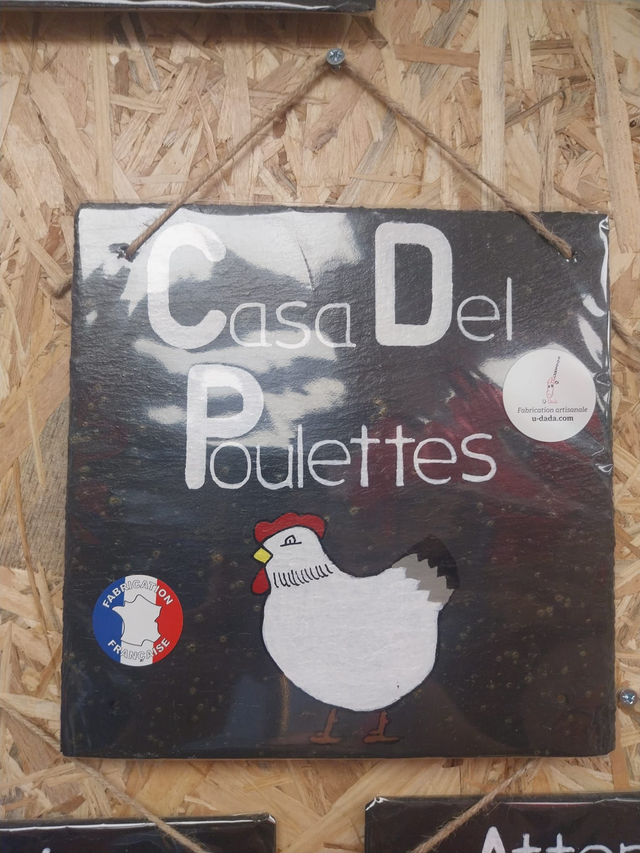 Casa Del
Poulettes
Fabrication artisanale
u-dada.com
FABRICATION
FRANÇAISE